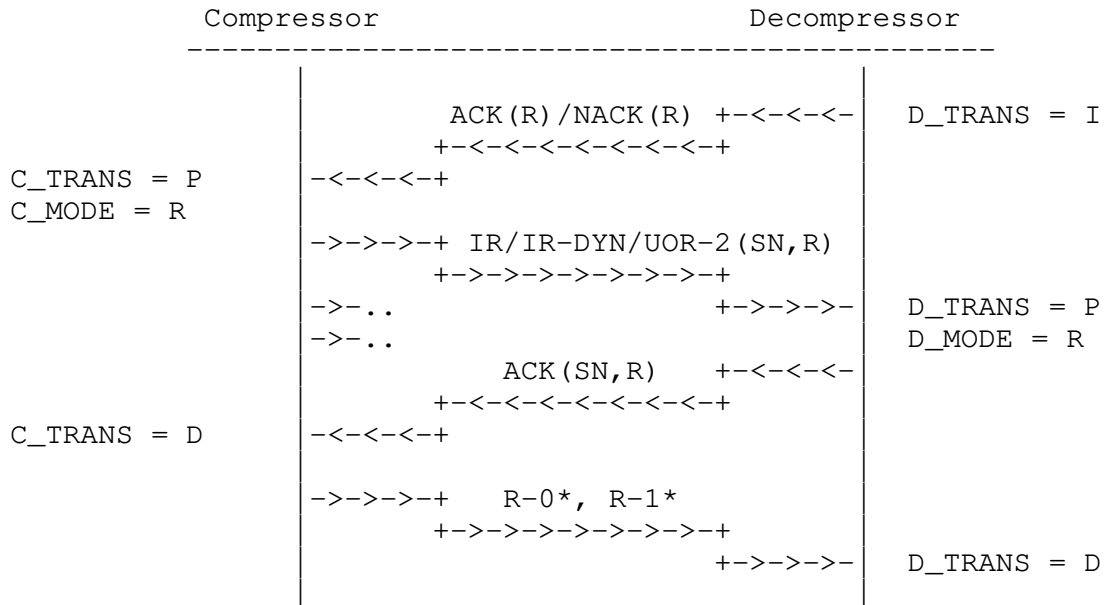 Compressor                    Decompressor
----------------------------------------------
|                               |
|        ACK(R)/NACK(R) +-<-<-<-|  D_TRANS = I
|       +-<-<-<-<-<-<-<-+       |
C_TRANS = P     |-<-<-<-+                       |
C_MODE = R      |                               |
|->->->-+ IR/IR-DYN/UOR-2(SN,R) |
|       +->->->->->->->-+       |
|->-..                  +->->->-|  D_TRANS = P
|->-..                          |  D_MODE = R
|           ACK(SN,R)   +-<-<-<-|
|       +-<-<-<-<-<-<-<-+       |
C_TRANS = D     |-<-<-<-+                       |
|                               |
|->->->-+   R-0*, R-1*          |
|       +->->->->->->->-+       |
|                       +->->->-|  D_TRANS = D
|                               |